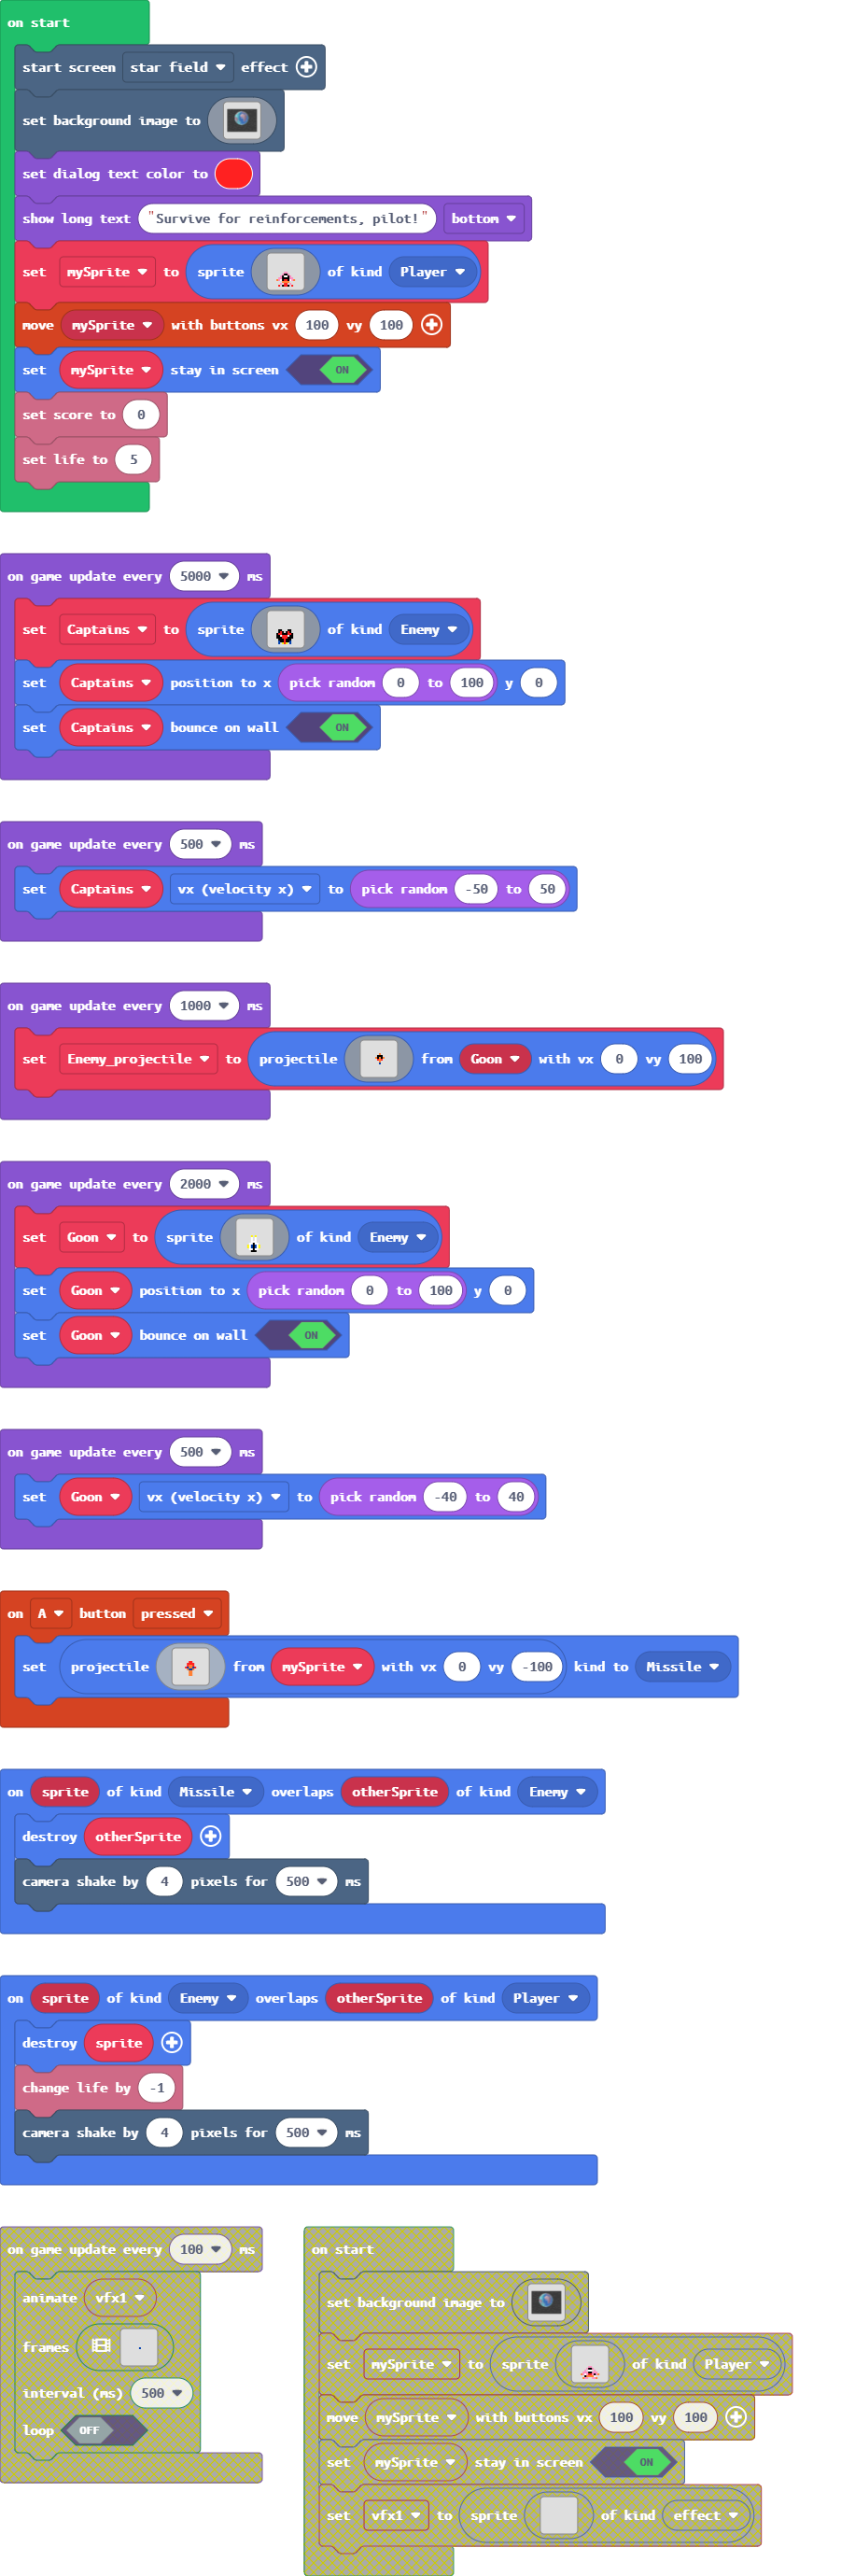 on start
start screen star field effect
set background image to
set dialog text color to
show long text "Survive for reinforcements, pilot!" bottom
set mySprite to sprite of kind Player
move mySprite with buttons vx 100 vy 100
set mySprite stay in screen ON
set score to 0
set life to 5
on game update every 5000 ms
set Captains to sprite of kind Enemy
set Captains position to x pick random 0 to 100 y 0
set Captains bounce on wall ON
on game update every 500 ms
set Captains vx (velocity x) to pick random -50 to 50
on game update every 1000 ms
set Enemy_projectile to projectile from Goon with vx 0 vy 100
on game update every 2000 ms
set Goon to sprite of kind Enemy
set Goon position to x pick random 0 to 100 y 0
set Goon bounce on wall ON
on game update every 500 ms
set Goon vx (velocity x) to pick random -40 to 40
on A button pressed
set projectile from mySprite with vx 0 vy -100 kind to Missile
on sprite of kind Missile overlaps otherSprite of kind Enemy
destroy otherSprite
camera shake by 4 pixels for 500 ms
on sprite of kind Enemy overlaps otherSprite of kind Player
destroy sprite
change life by -1
camera shake by 4 pixels for 500 ms
on game update every 100 ms
animate vfx1
frames
interval (ms) 500
loop OFF
on start
set background image to
set mySprite to sprite of kind Player
move mySprite with buttons vx 100 vy 100
set mySprite stay in screen ON
set vfx1 to sprite of kind effect